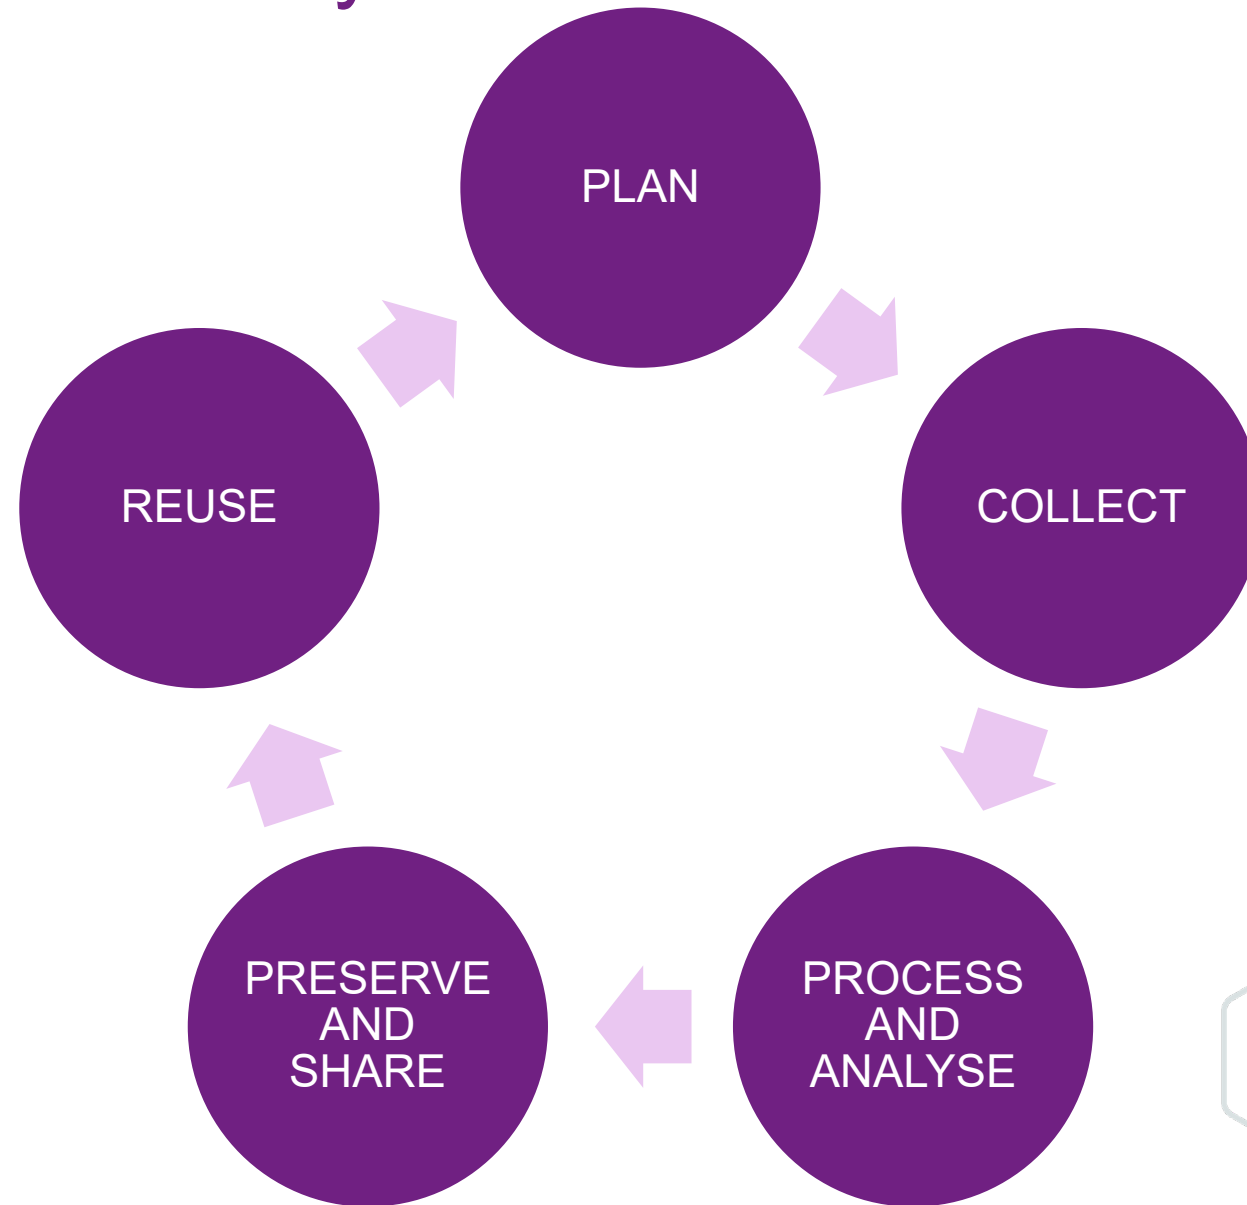 PLAN
COLLECT
PROCESS
AND
ANALYSE
PRESERVE
AND
SHARE
REUSE